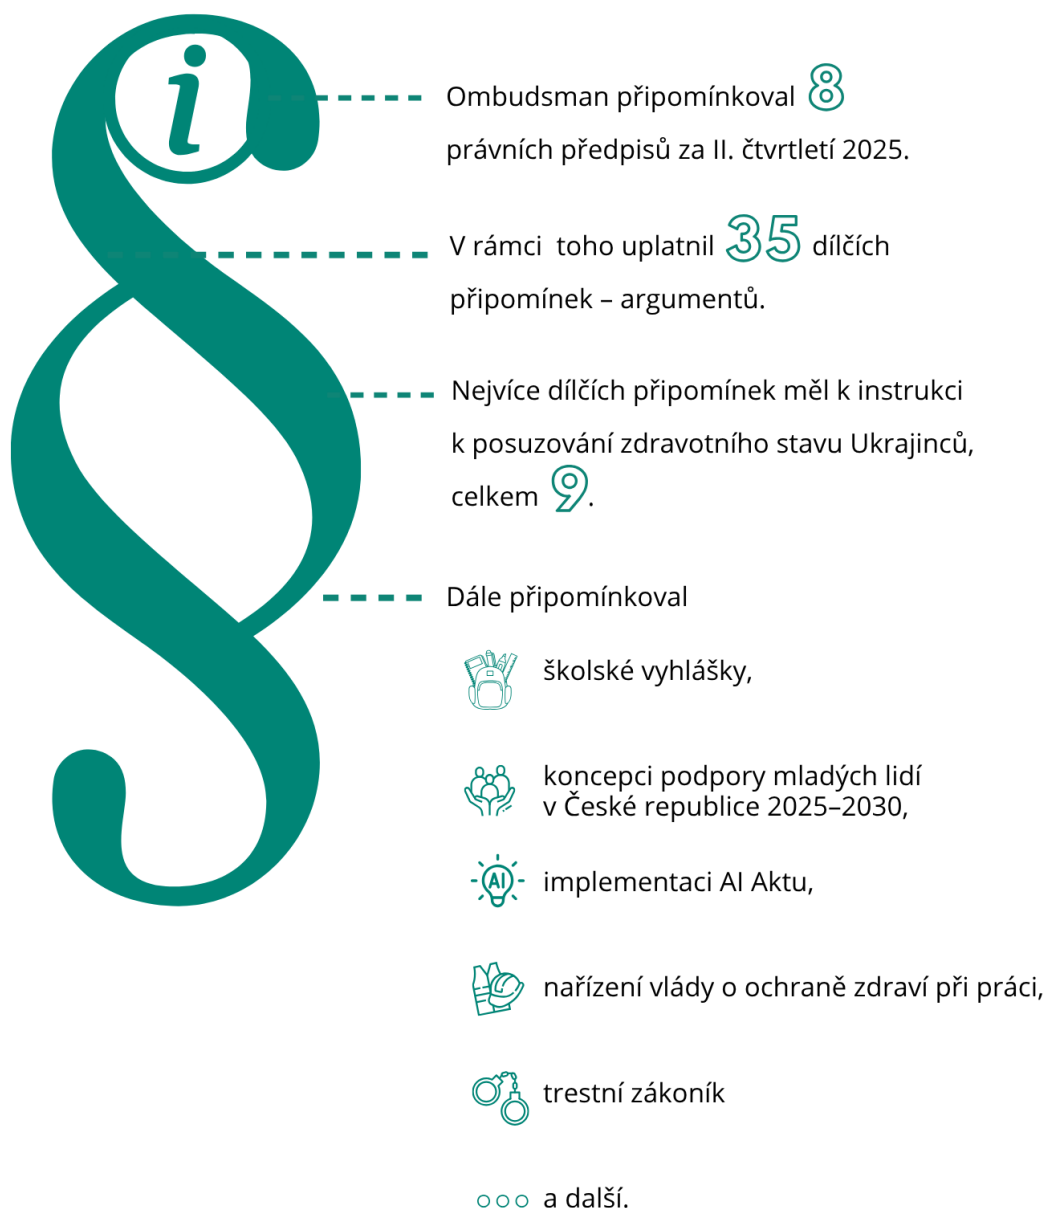 i
Ombudsman připomínkoval 8
právních předpisů za II. čtvrtletí 2025.
V rámci toho uplatnil 35 dílčích
připomínek – argumentů.
Nejvíce dílčích připomínek měl k instrukci
k posuzování zdravotního stavu Ukrajinců,
celkem 9.
Dále připomínkoval
školské vyhlášky,
koncepci podpory mladých lidí
v České republice 2025–2030,
AI
implementaci AI Aktu,
nařízení vlády o ochraně zdraví při práci,
trestní zákoník
a další.